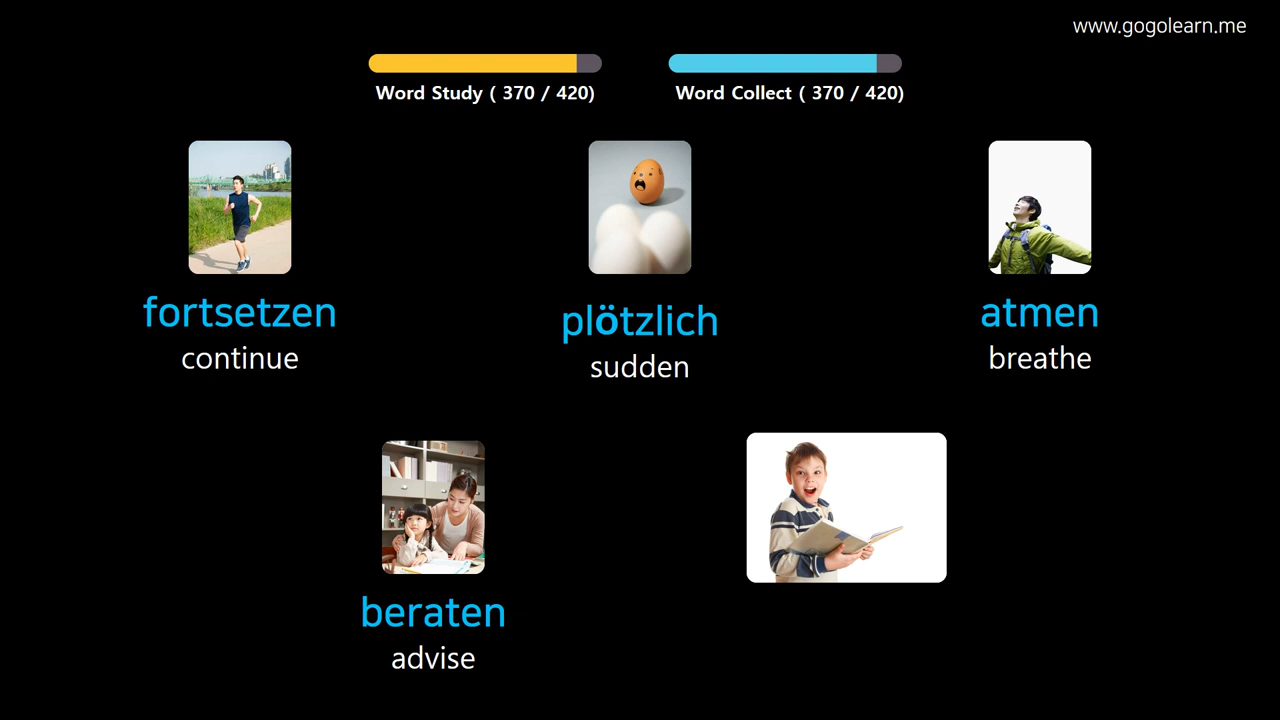 www.gogolearn.me
Word Study ( 370 / 420)
Word Collect ( 370 / 420)
fortsetzen
continue
plötzlich
sudden
atmen
breathe
beraten
advise